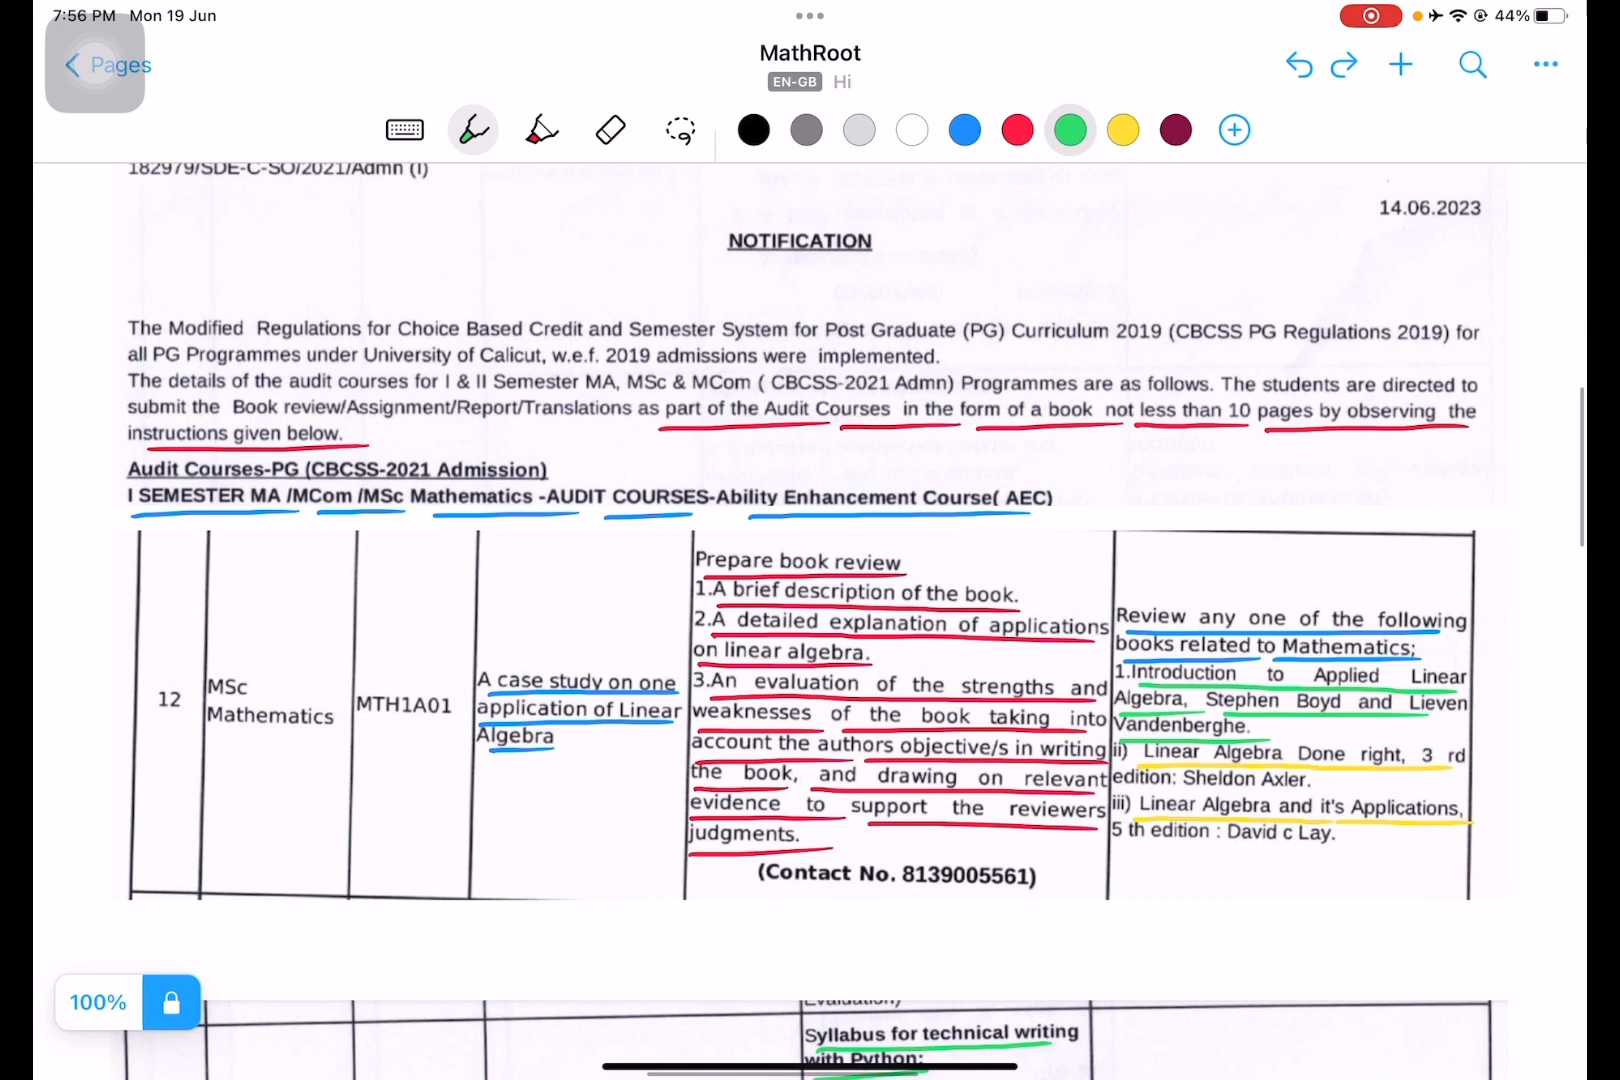 7:56 PM Mon 19 Jun
44%
Pages
MathRoot
EN-GB Hi
182979/SDE-C-SO/2021/Admn (I)
14.06.2023
NOTIFICATION
The Modified Regulations for Choice Based Credit and Semester System for Post Graduate (PG) Curriculum 2019 (CBCSS PG Regulations 2019) for
all PG Programmes under University of Calicut, w.e.f. 2019 admissions were implemented.
The details of the audit courses for I & II Semester MA, MSc & MCom ( CBCSS-2021 Admn) Programmes are as follows. The students are directed to
submit the Book review/Assignment/Report/Translations as part of the Audit Courses in the form of a book not less than 10 pages by observing the
instructions given below.
Audit Courses-PG (CBCSS-2021 Admission)
I SEMESTER MA /MCom /MSc Mathematics -AUDIT COURSES-Ability Enhancement Course( AEC)
12
MSc
Mathematics
MTH1A01
A case study on one
application of Linear
Algebra
Prepare book review
1.A brief description of the book.
2.A detailed explanation of applications
on linear algebra.
3.An evaluation of the strengths and
weaknesses of the book taking into
account the authors objective/s in writing
the book, and drawing on relevant
evidence to support the reviewers
judgments.
(Contact No. 8139005561)
Review any one of the following
books related to Mathematics;
1.Introduction to Applied Linear
Algebra, Stephen Boyd and Lieven
Vandenberghe.
ii) Linear Algebra Done right, 3 rd
edition: Sheldon Axler.
iii) Linear Algebra and it's Applications,
5 th edition : David c Lay.
100%
Evaluation)
Syllabus for technical writing
with Python: